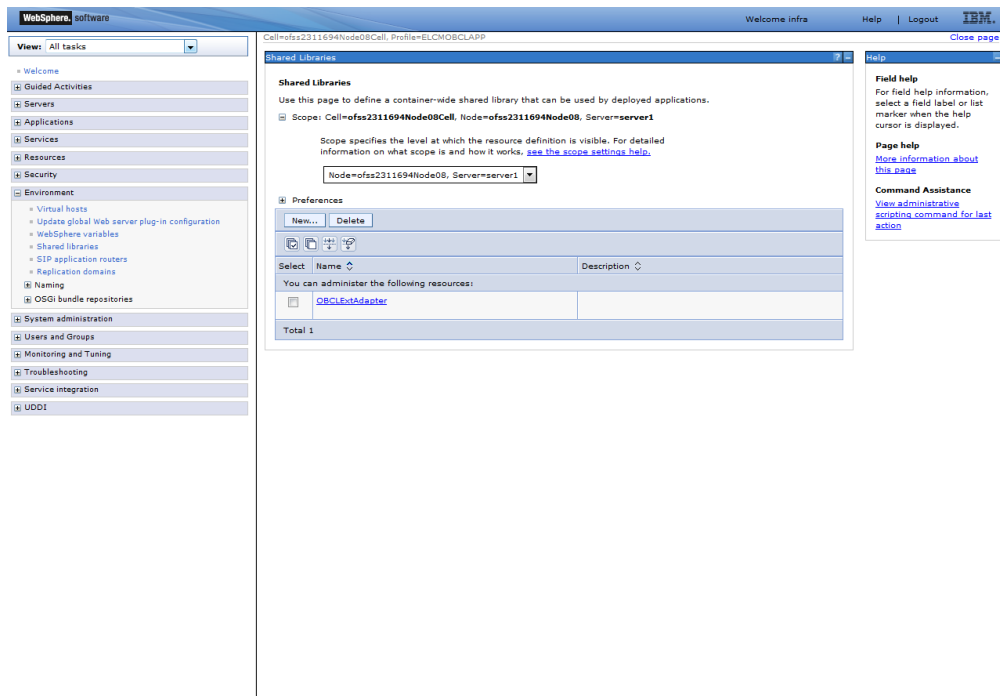 WebSphere. software
Welcome infra
Help | Logout
IBM.
View: All tasks
Cell=ofss2311694Node08Cell, Profile=ELCMOBCLAPP
Close page
Welcome
Guided Activities
Servers
Applications
Services
Resources
Security
Environment
Virtual hosts
Update global Web server plug-in configuration
WebSphere variables
Shared libraries
SIP application routers
Replication domains
Naming
OSGi bundle repositories
System administration
Users and Groups
Monitoring and Tuning
Troubleshooting
Service integration
UDDI
Shared Libraries
Shared Libraries
Use this page to define a container-wide shared library that can be used by deployed applications.
Scope: Cell=ofss2311694Node08Cell, Node=ofss2311694Node08, Server=server1
Scope specifies the level at which the resource definition is visible. For detailed
information on what scope is and how it works, see the scope settings help.
Node=ofss2311694Node08, Server=server1
Preferences
New... Delete
Select Name Description
You can administer the following resources:
OBCLExtAdapter
Total 1
Help
Field help
For field help information,
select a field label or list
marker when the help
cursor is displayed.
Page help
More information about
this page
Command Assistance
View administrative
scripting command for last
action